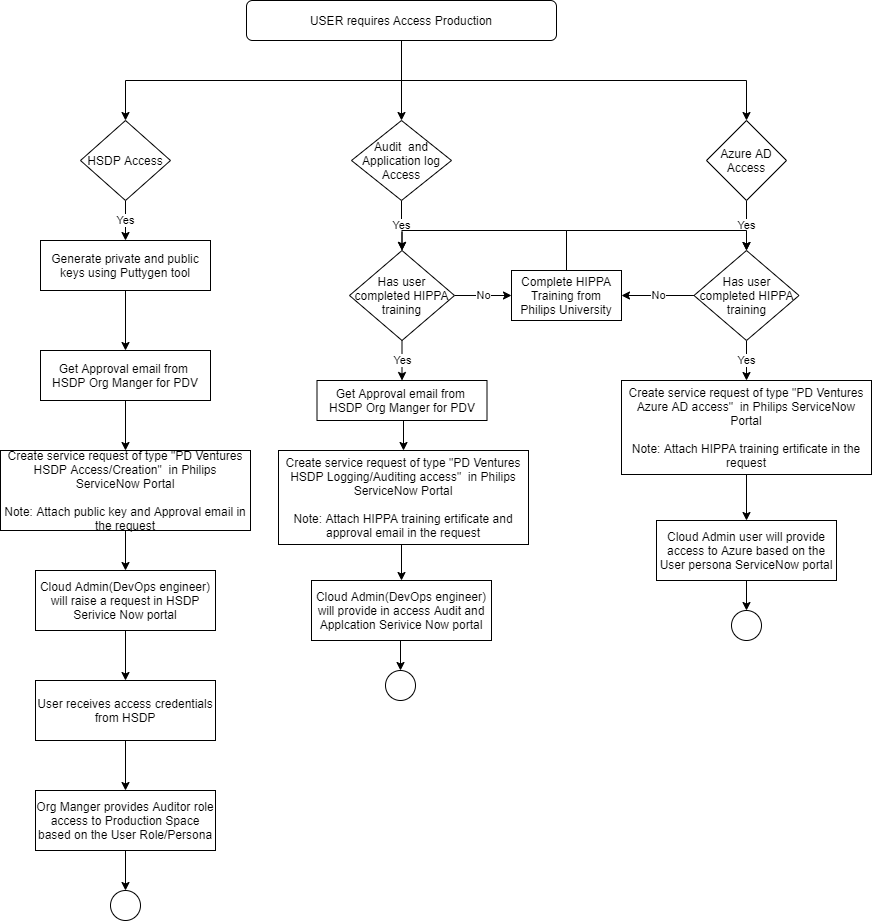 USER requires Access Production
HSDP Access
Audit and
Application log
Access
Azure AD
Access
Yes
Yes
Yes
Generate private and public
keys using Puttygen tool
Has user
completed HIPPA
training
No
Complete HIPPA
Training from
Philips University
No
Has user
completed HIPPA
training
Get Approval email from
HSDP Org Manger for PDV
Yes
Yes
Get Approval email from
HSDP Org Manger for PDV
Create service request of type "PD Ventures
Azure AD access" in Philips ServiceNow
Portal
Note: Attach HIPPA training ertificate in the
request
Create service request of type "PD Ventures
HSDP Access/Creation" in Philips
ServiceNow Portal
Note: Attach public key and Approval email in
the request
Create service request of type "PD Ventures
HSDP Logging/Auditing access" in Philips
ServiceNow Portal
Note: Attach HIPPA training ertificate and
approval email in the request
Cloud Admin user will provide
access to Azure based on the
User persona ServiceNow portal
Cloud Admin(DevOps engineer)
will raise a request in HSDP
Serivice Now portal
Cloud Admin(DevOps engineer)
will provide in access Audit and
Applcation Serivice Now portal
User receives access credentials
from HSDP
Org Manger provides Auditor role
access to Production Space
based on the User Role/Persona